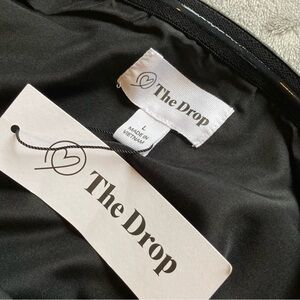 The Drop
L
MADE IN
VIETNAM
The Drop